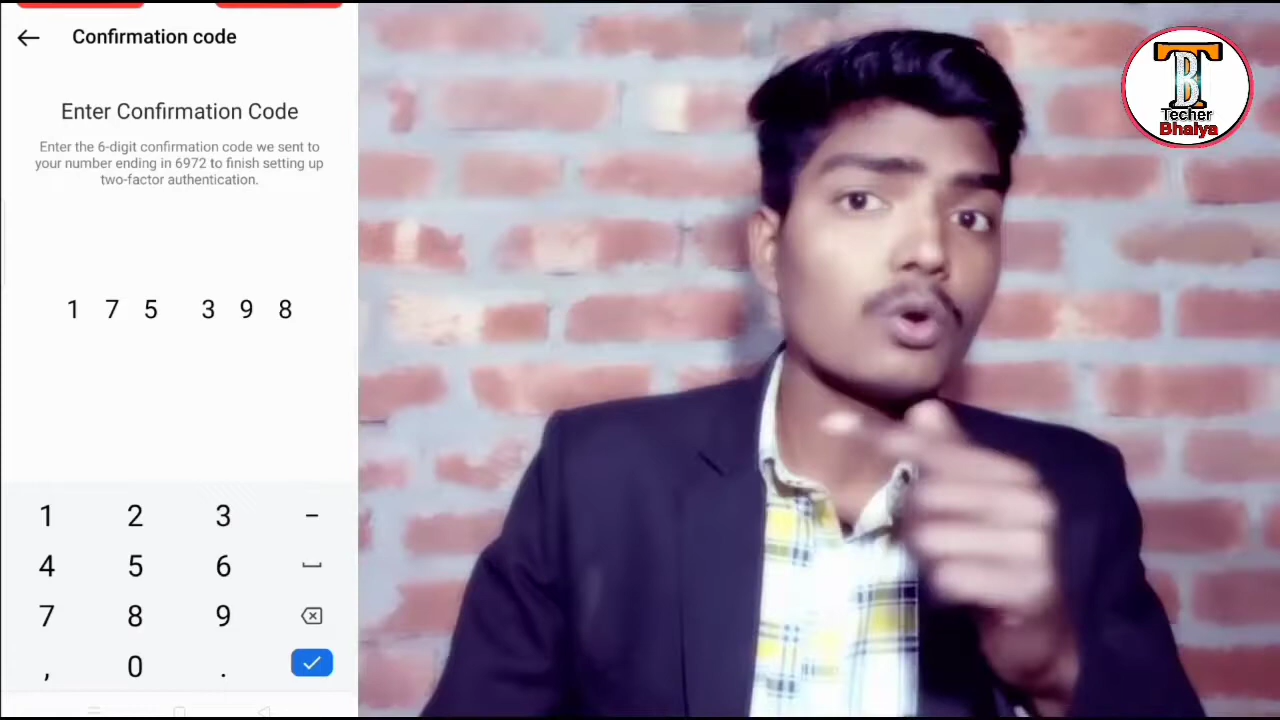 Confirmation code
Enter Confirmation Code
Enter the 6-digit confirmation code we sent to
your number ending in 6972 to finish setting up
two-factor authentication.
1 7 5 3 9 8
1 2 3 -
4 5 6
7 8 9
, 0 .
TB
Techer
Bhaiya